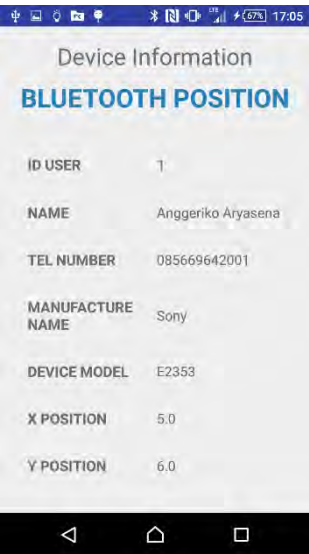 LTE 67% 17:05
Device Information
BLUETOOTH POSITION
ID USER 1
NAME Anggeriko Aryasena
TEL NUMBER 085669642001
MANUFACTURE
NAME Sony
DEVICE MODEL E2353
X POSITION 5.0
Y POSITION 6.0